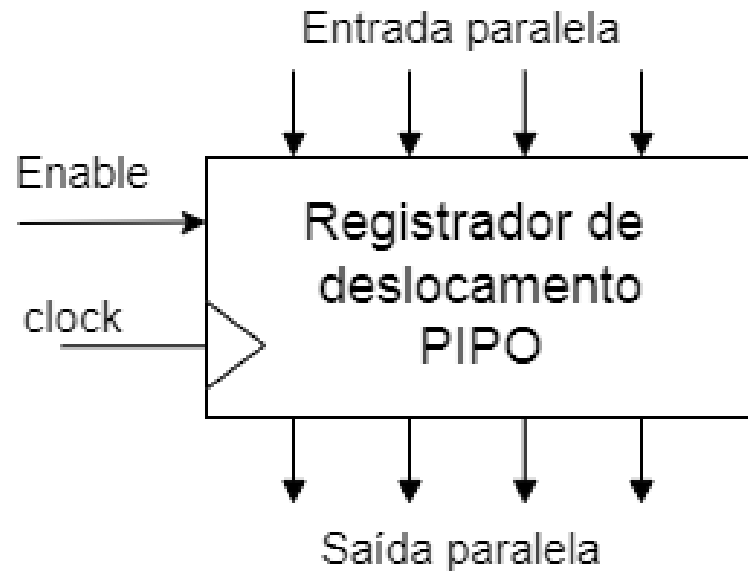 Entrada paralela
Enable
Registrador de
deslocamento
clock
PIPO
Saída paralela